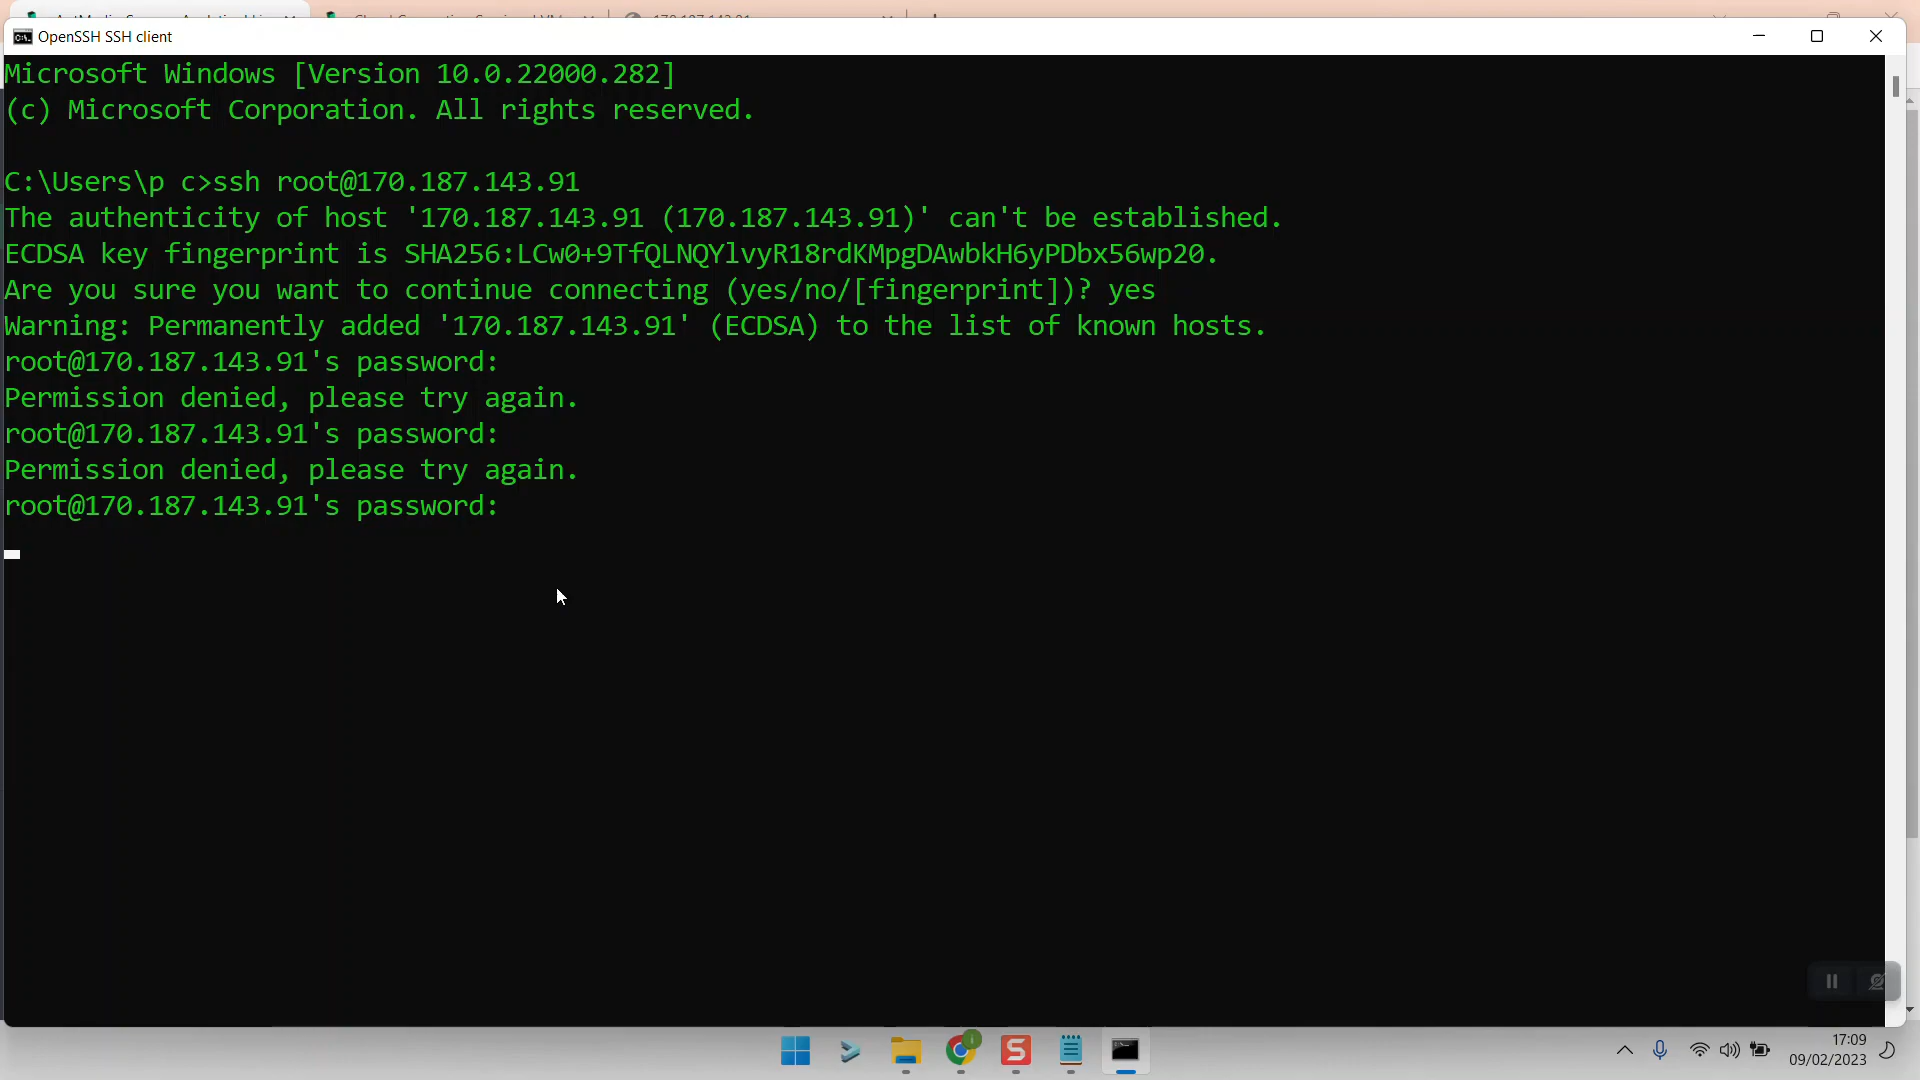 OpenSSH SSH client
Microsoft Windows [Version 10.0.22000.282]
(c) Microsoft Corporation. All rights reserved.
C:\Users\p c>ssh root@170.187.143.91
The authenticity of host '170.187.143.91 (170.187.143.91)' can't be established.
ECDSA key fingerprint is SHA256:LCw0+9TfQLNQYlvyR18rdKMpgDAwbkH6yPDbx56wp20.
Are you sure you want to continue connecting (yes/no/[fingerprint])? yes
Warning: Permanently added '170.187.143.91' (ECDSA) to the list of known hosts.
root@170.187.143.91's password:
Permission denied, please try again.
root@170.187.143.91's password:
Permission denied, please try again.
root@170.187.143.91's password:
17:09
09/02/2023